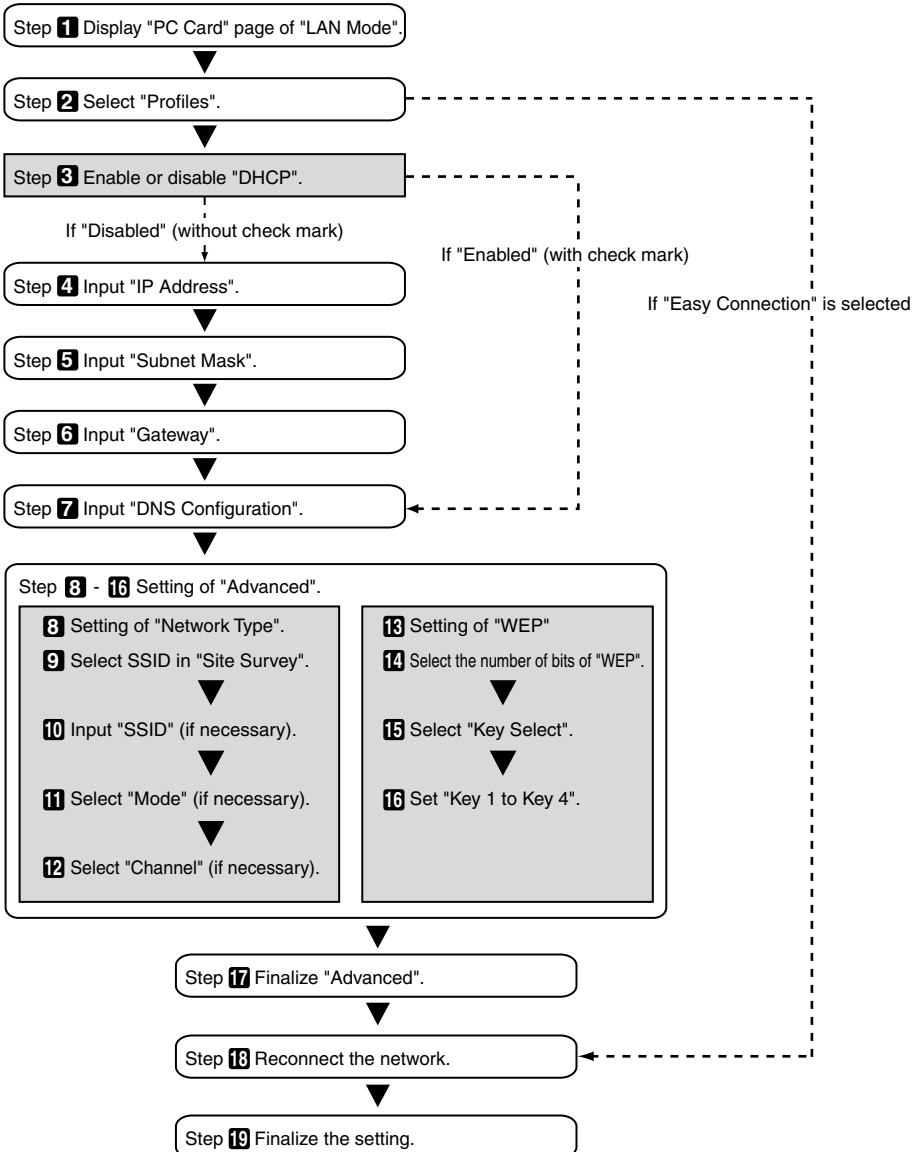 Step 1 Display "PC Card" page of "LAN Mode".
Step 2 Select "Profiles".
Step 3 Enable or disable "DHCP".
If "Disabled" (without check mark)
If "Enabled" (with check mark)
If "Easy Connection" is selected
Step 4 Input "IP Address".
Step 5 Input "Subnet Mask".
Step 6 Input "Gateway".
Step 7 Input "DNS Configuration".
Step 8 - 16 Setting of "Advanced".
8 Setting of "Network Type".
9 Select SSID in "Site Survey".
10 Input "SSID" (if necessary).
11 Select "Mode" (if necessary).
12 Select "Channel" (if necessary).
13 Setting of "WEP"
14 Select the number of bits of "WEP".
15 Select "Key Select".
16 Set "Key 1 to Key 4".
Step 17 Finalize "Advanced".
Step 18 Reconnect the network.
Step 19 Finalize the setting.